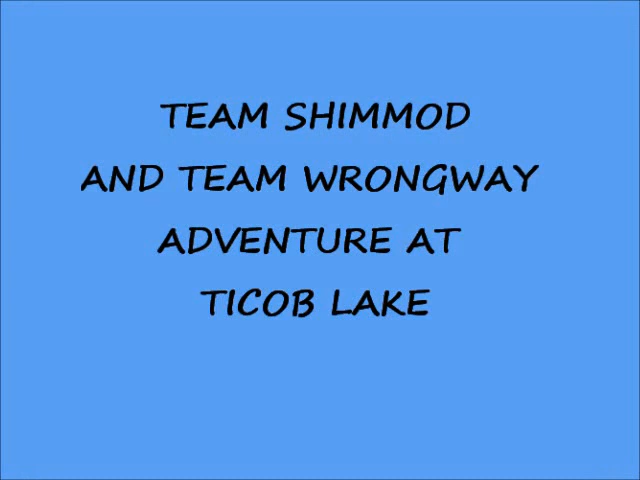 TEAM SHIMMOD
AND TEAM WRONGWAY
ADVENTURE AT
TICOB LAKE